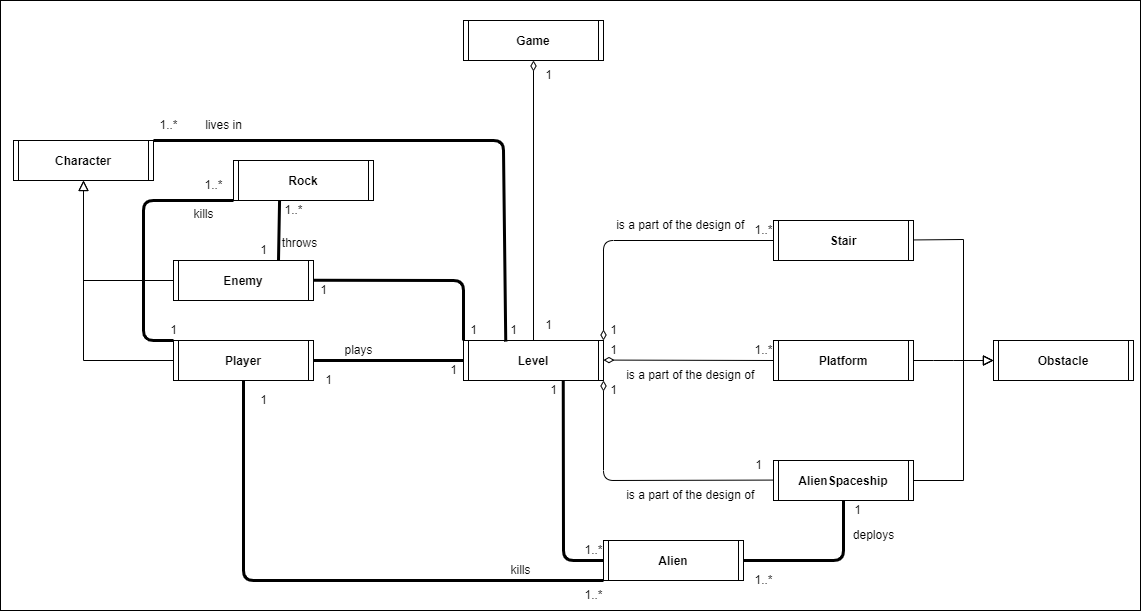 Game
1
1..*
lives in
Character
Rock
1..*
kills
1..*
1
throws
Enemy
1
is a part of the design of
1..*
Stair
1
1
1
1
1
plays
Player
1
1
1
Level
1
1..*
is a part of the design of
Platform
Obstacle
1
1
1
is a part of the design of
AlienSpaceship
1
deploys
1..*
Alien
kills
1..*
1..*